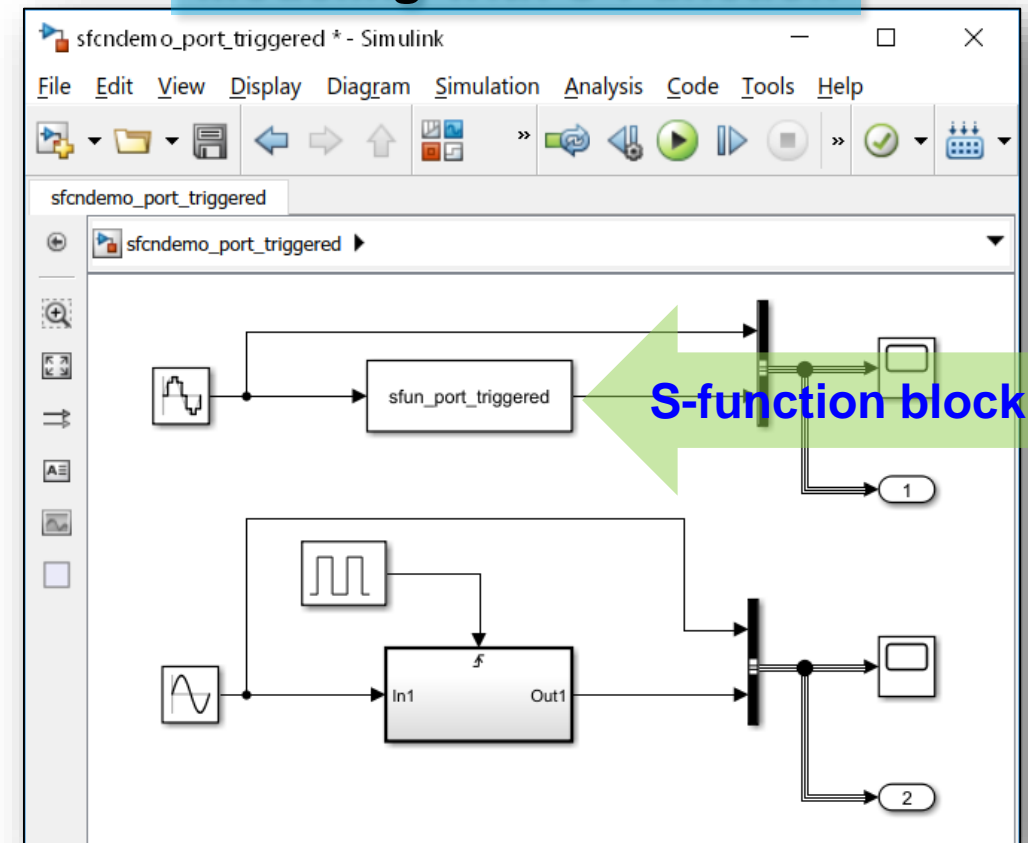 sfcndemo_port_triggered * - Simulink
File Edit View Display Diagram Simulation Analysis Code Tools Help
» »
sfcndemo_port_triggered
sfcndemo_port_triggered
sfun_port_triggered
S-function block
1
A
In1 Out1
2